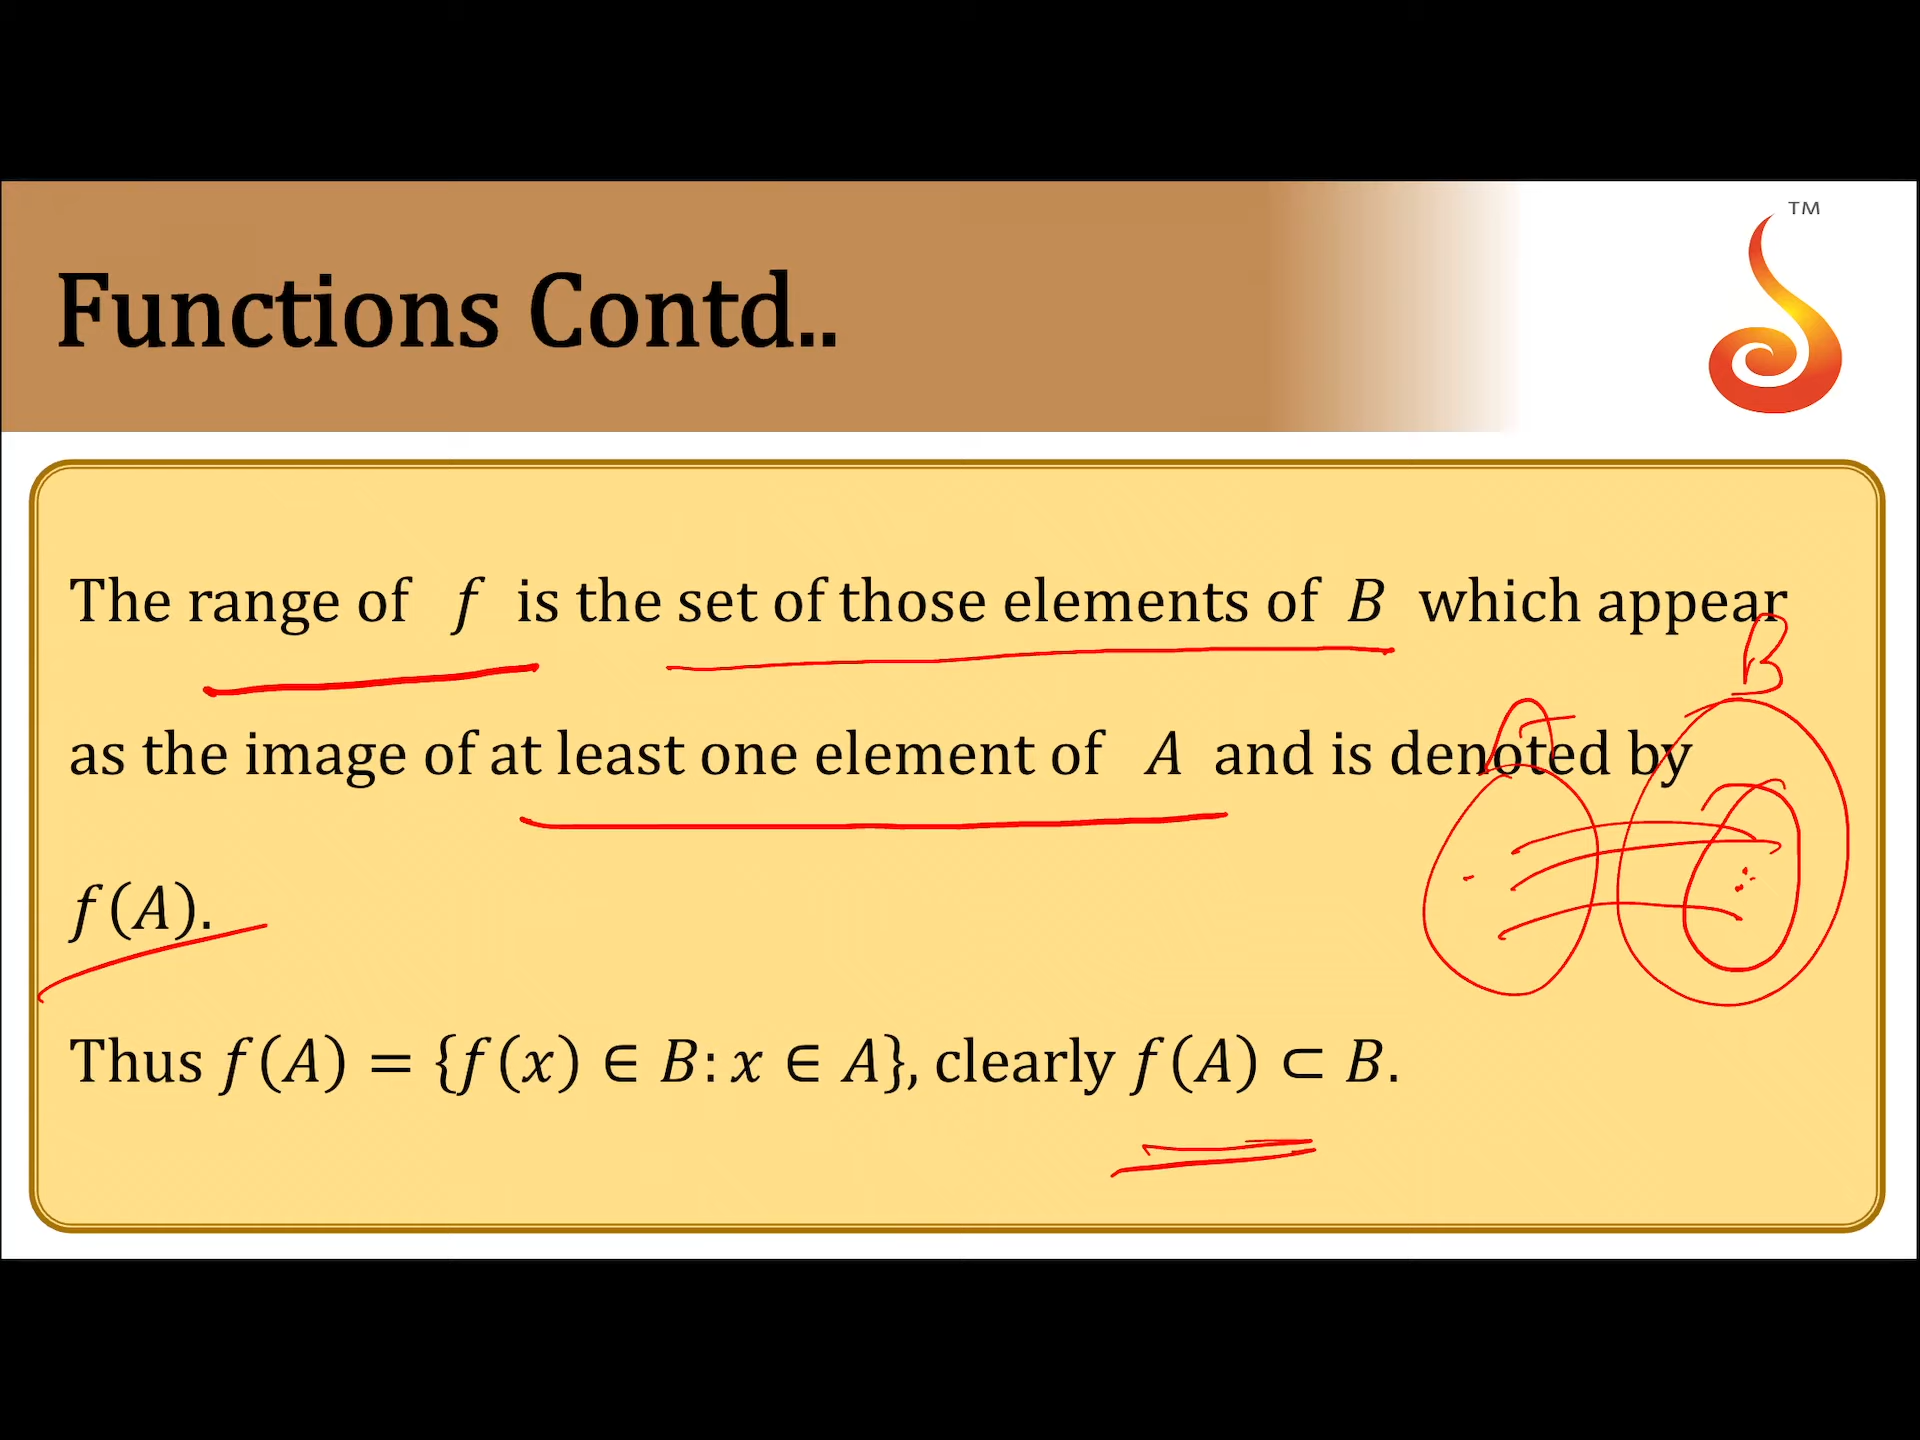 TM
Functions Contd..
The range of f is the set of those elements of B which appear
B
as the image of at least one element of A and is denoted by
A
f(A).
Thus f(A) = {f(x) ∈ B: x ∈ A}, clearly f(A) ⊂ B.